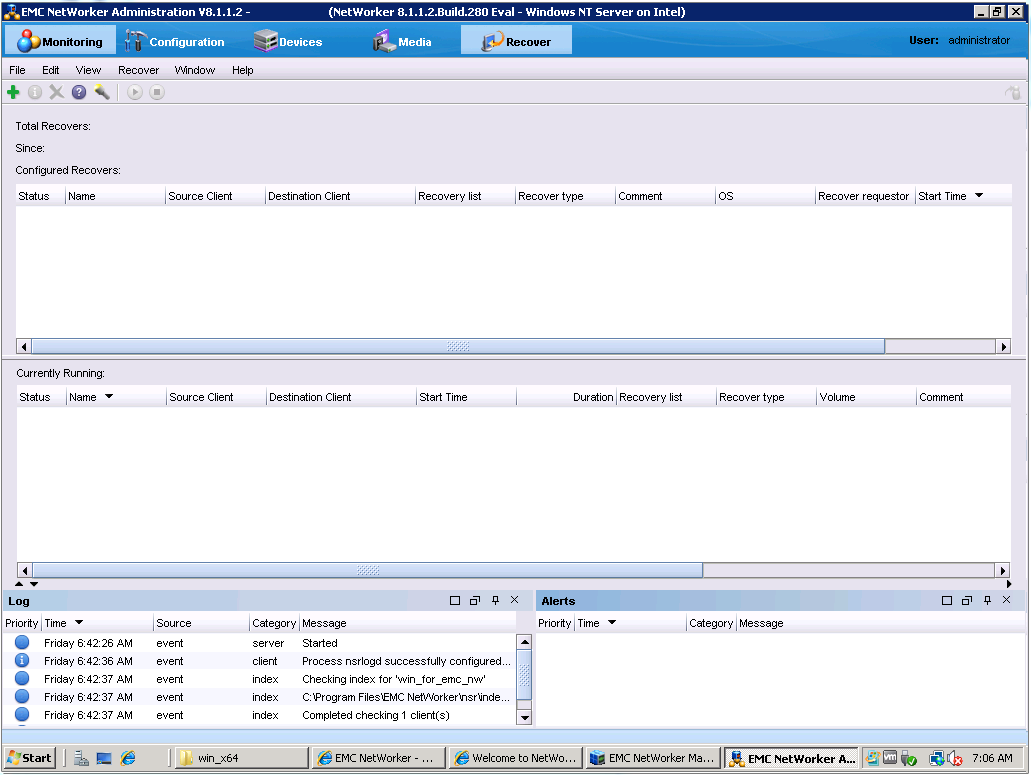 EMC NetWorker Administration V8.1.1.2 - (NetWorker 8.1.1.2.Build.280 Eval - Windows NT Server on Intel)
Monitoring Configuration Devices Media Recover User: administrator
File Edit View Recover Window Help
Total Recovers:
Since:
Configured Recovers:
Status Name Source Client Destination Client Recovery list Recover type Comment OS Recover requestor Start Time
Currently Running:
Status Name Source Client Destination Client Start Time Duration Recovery list Recover type Volume Comment
Log
Priority Time Source Category Message
Friday 6:42:26 AM event server Started
Friday 6:42:36 AM event client Process nsrlogd successfully configured...
Friday 6:42:37 AM event index Checking index for 'win_for_emc_nw'
Friday 6:42:37 AM event index C:\Program Files\EMC NetWorker\nsr\inde...
Friday 6:42:37 AM event index Completed checking 1 client(s)
Alerts
Priority Time Category Message
Start win_x64 EMC NetWorker - ... Welcome to NetWo... EMC NetWorker Ma... EMC NetWorker A... 7:06 AM